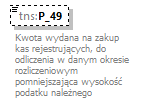 tns:P_49
Kwota wydana na zakup
kas rejestrujących, do
odliczenia w danym okresie
rozliczeniowym
pomniejszająca wysokość
podatku należnego